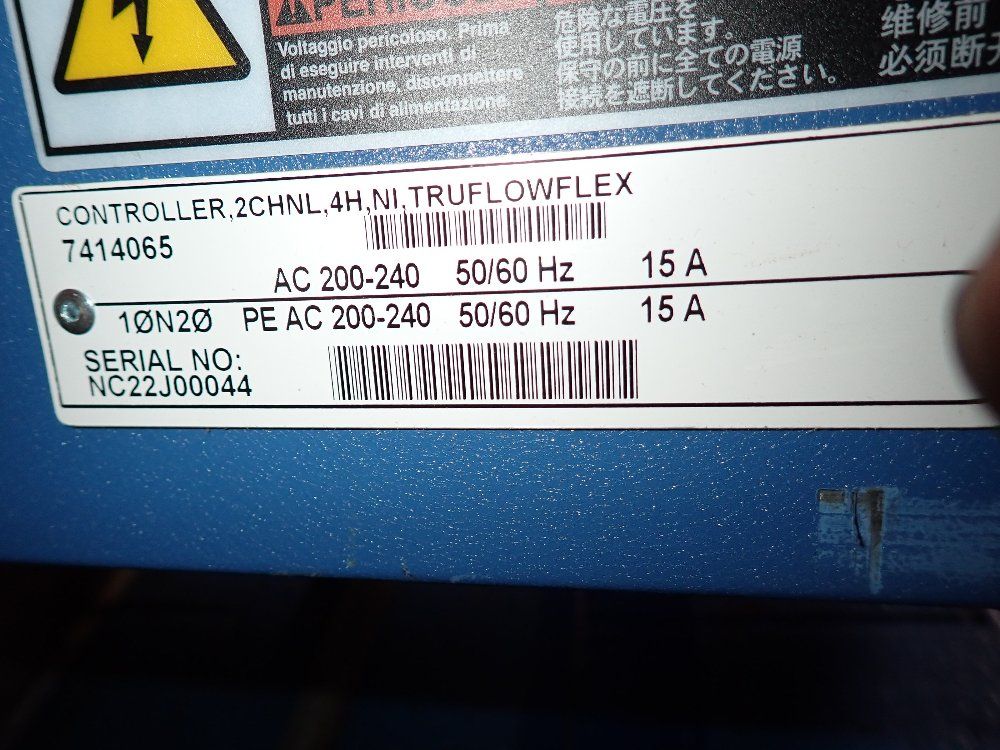 PERICOLO
Voltaggio pericoloso. Prima
di eseguire interventi di
manutenzione, disconnettere
tutti i cavi di alimentazione.
危険な電圧を
使用しています。
保守の前に全ての電源
接続を遮断してください。
维修前
必须断开
CONTROLLER,2CHNL,4H,NI,TRUFLOWFLEX
7414065
AC 200-240 50/60 Hz 15 A
1ØN2Ø PE AC 200-240 50/60 Hz 15 A
SERIAL NO:
NC22J00044